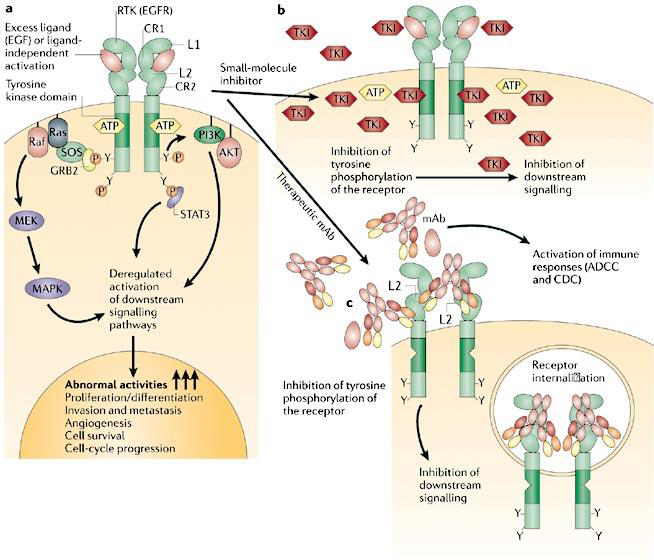 a
RTK (EGFR)
Excess ligand
(EGF) or ligand-
independent
activation
CR1
L1
L2
CR2
Tyrosine
kinase domain
ATP
ATP
Ras
Raf
SOS
GRB2
P
Y
Y
P
Y
Y
P
P
PI3K
AKT
STAT3
MEK
MAPK
Deregulated
activation
of downstream
signalling
pathways
Abnormal activities
Proliferation/differentiation
Invasion and metastasis
Angiogenesis
Cell survival
Cell-cycle progression
Small-molecule
inhibitor
Therapeutic mAb
b
TKI
TKI
TKI
TKI
TKI
ATP
TKI
TKI
ATP
TKI
TKI
TKI
TKI
TKI
TKI
Y
Y
Y
Y
Inhibition of
tyrosine
phosphorylation
of the receptor
Inhibition of
downstream
signalling
mAb
Activation of immune
responses (ADCC
and CDC)
c
L2
L2
Inhibition of tyrosine
phosphorylation of
the receptor
Y
Y
Y
Y
Inhibition of
downstream
signalling
Receptor
internalization
Y
Y
Y
Y